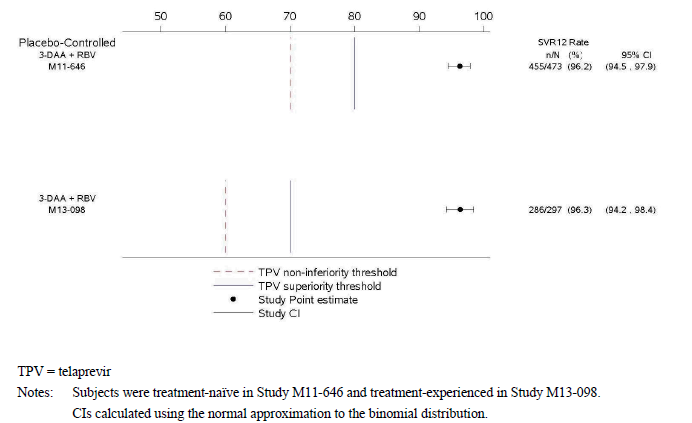 50 60 70 80 90 100
Placebo-Controlled
3-DAA + RBV
M11-646
SVR12 Rate
n/N (%) 95% CI
455/473 (96.2) (94.5 , 97.9)
3-DAA + RBV
M13-098
286/297 (96.3) (94.2 , 98.4)
TPV non-inferiority threshold
TPV superiority threshold
Study Point estimate
Study CI
TPV = telaprevir
Notes: Subjects were treatment-naïve in Study M11-646 and treatment-experienced in Study M13-098.
CIs calculated using the normal approximation to the binomial distribution.